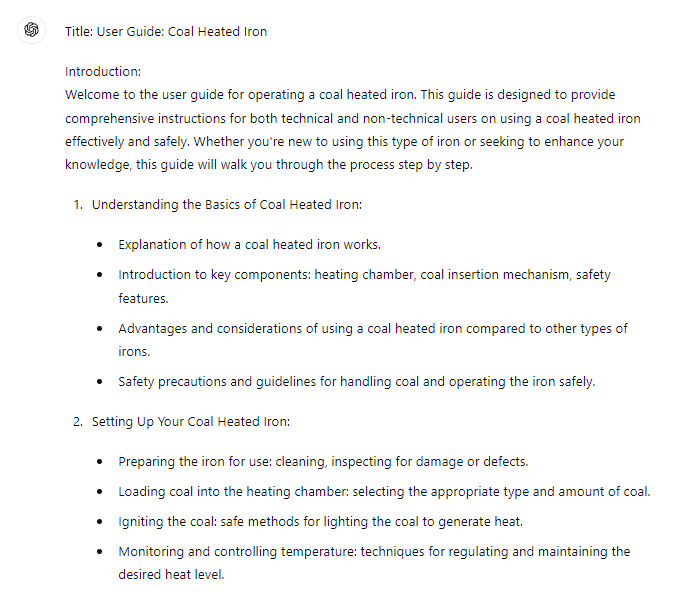 Title: User Guide: Coal Heated Iron
Introduction:
Welcome to the user guide for operating a coal heated iron. This guide is designed to provide
comprehensive instructions for both technical and non-technical users on using a coal heated iron
effectively and safely. Whether you're new to using this type of iron or seeking to enhance your
knowledge, this guide will walk you through the process step by step.
1. Understanding the Basics of Coal Heated Iron:
• Explanation of how a coal heated iron works.
• Introduction to key components: heating chamber, coal insertion mechanism, safety
features.
• Advantages and considerations of using a coal heated iron compared to other types of
irons.
• Safety precautions and guidelines for handling coal and operating the iron safely.
2. Setting Up Your Coal Heated Iron:
• Preparing the iron for use: cleaning, inspecting for damage or defects.
• Loading coal into the heating chamber: selecting the appropriate type and amount of coal.
• Igniting the coal: safe methods for lighting the coal to generate heat.
• Monitoring and controlling temperature: techniques for regulating and maintaining the
desired heat level.